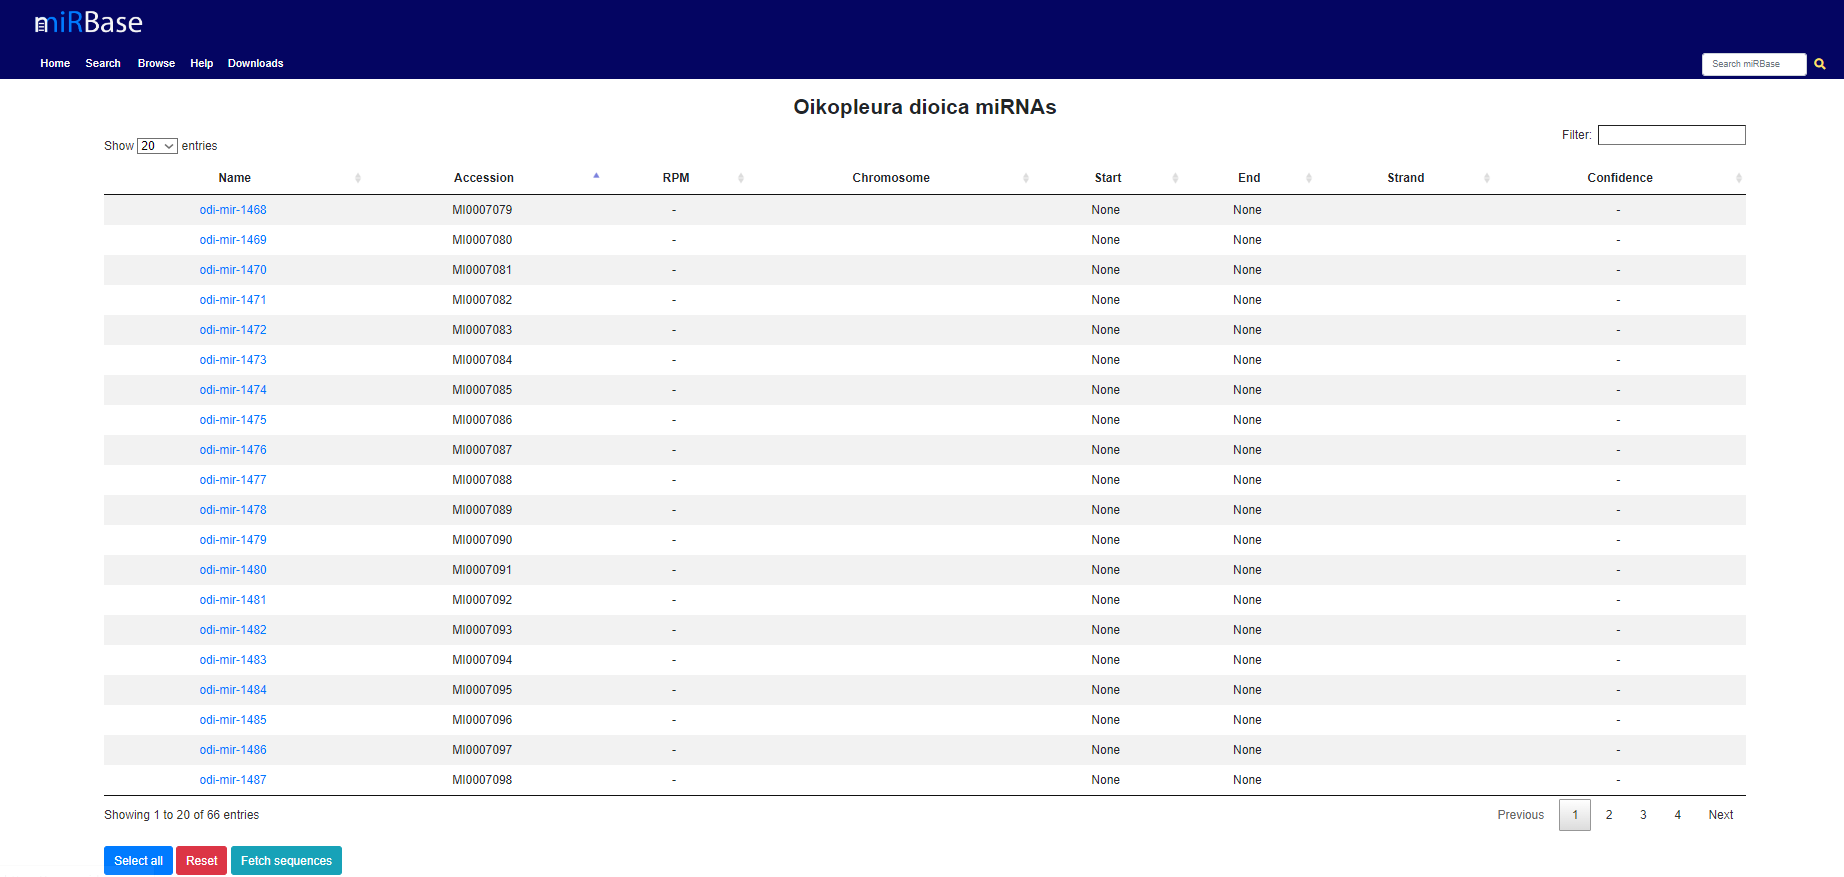 miRBase
Home Search Browse Help Downloads
Search miRBase
Oikopleura dioica miRNAs
Show 20 entries
Filter:
Name Accession RPM Chromosome Start End Strand Confidence
odi-mir-1468 MI0007079 - None None -
odi-mir-1469 MI0007080 - None None -
odi-mir-1470 MI0007081 - None None -
odi-mir-1471 MI0007082 - None None -
odi-mir-1472 MI0007083 - None None -
odi-mir-1473 MI0007084 - None None -
odi-mir-1474 MI0007085 - None None -
odi-mir-1475 MI0007086 - None None -
odi-mir-1476 MI0007087 - None None -
odi-mir-1477 MI0007088 - None None -
odi-mir-1478 MI0007089 - None None -
odi-mir-1479 MI0007090 - None None -
odi-mir-1480 MI0007091 - None None -
odi-mir-1481 MI0007092 - None None -
odi-mir-1482 MI0007093 - None None -
odi-mir-1483 MI0007094 - None None -
odi-mir-1484 MI0007095 - None None -
odi-mir-1485 MI0007096 - None None -
odi-mir-1486 MI0007097 - None None -
odi-mir-1487 MI0007098 - None None -
Showing 1 to 20 of 66 entries
Previous 1 2 3 4 Next
Select all Reset Fetch sequences